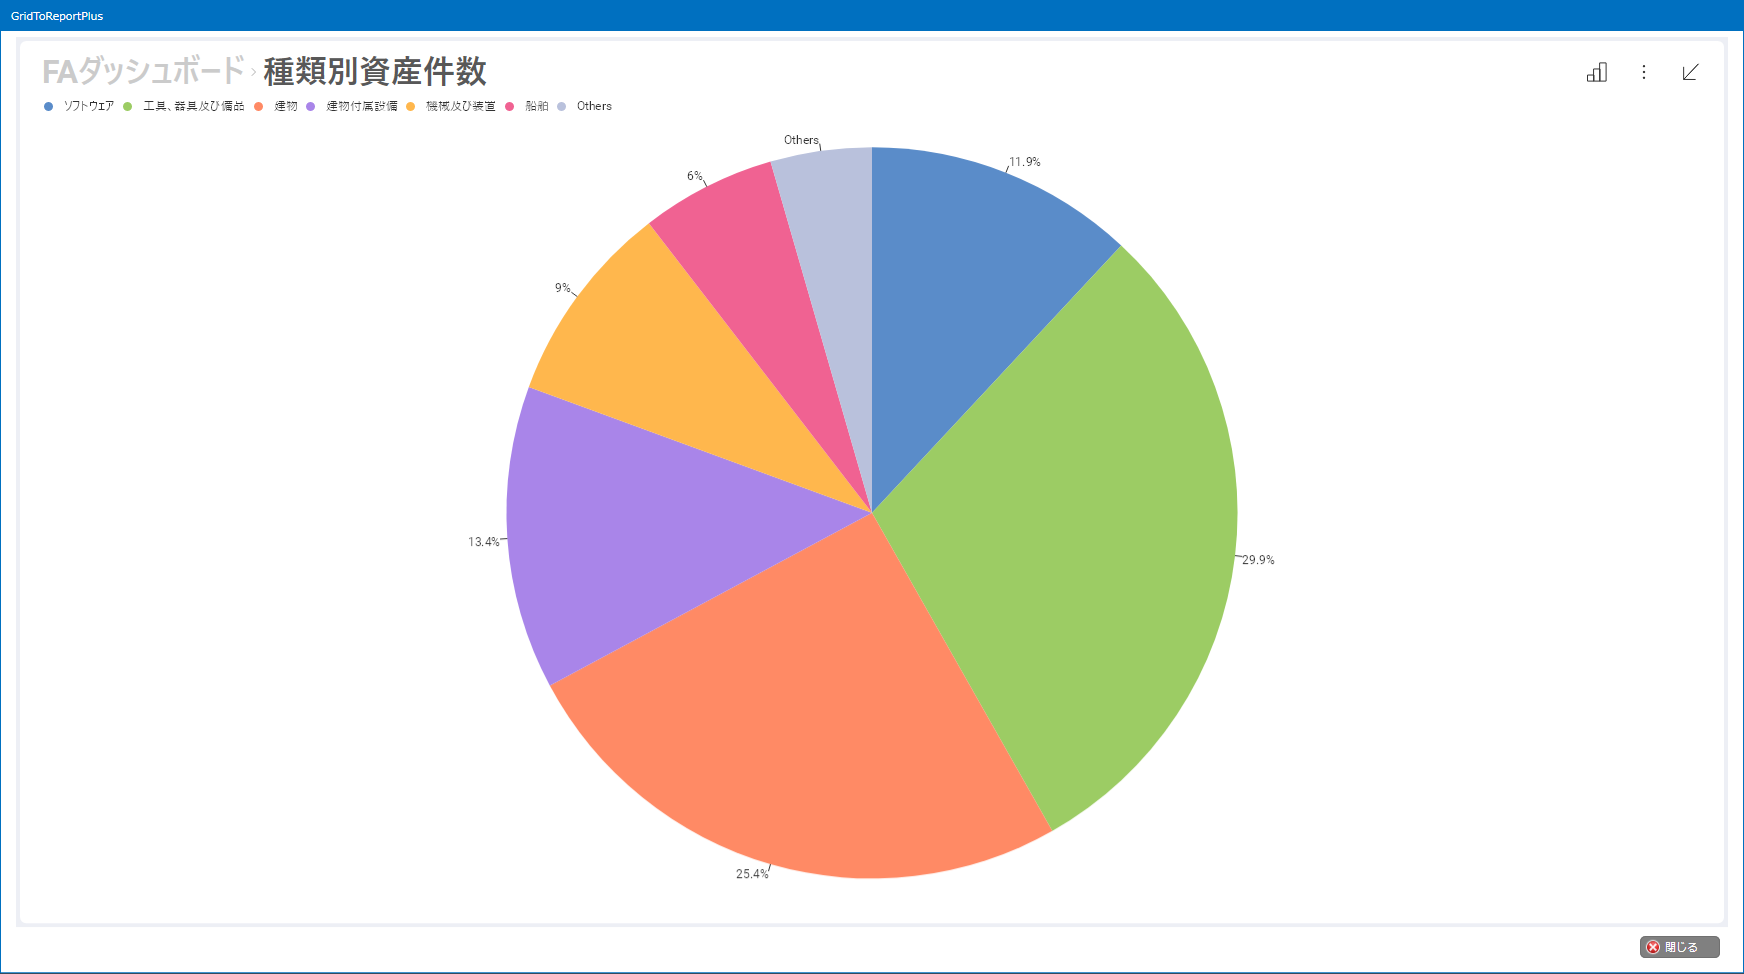 GridToReportPlus
FAダッシュボード › 種類別資産件数
ソフトウェア 工具、器具及び備品 建物 建物付属設備 機械及び装置 船舶 Others
Others
11.9%
6%
9%
13.4%
29.9%
25.4%
閉じる